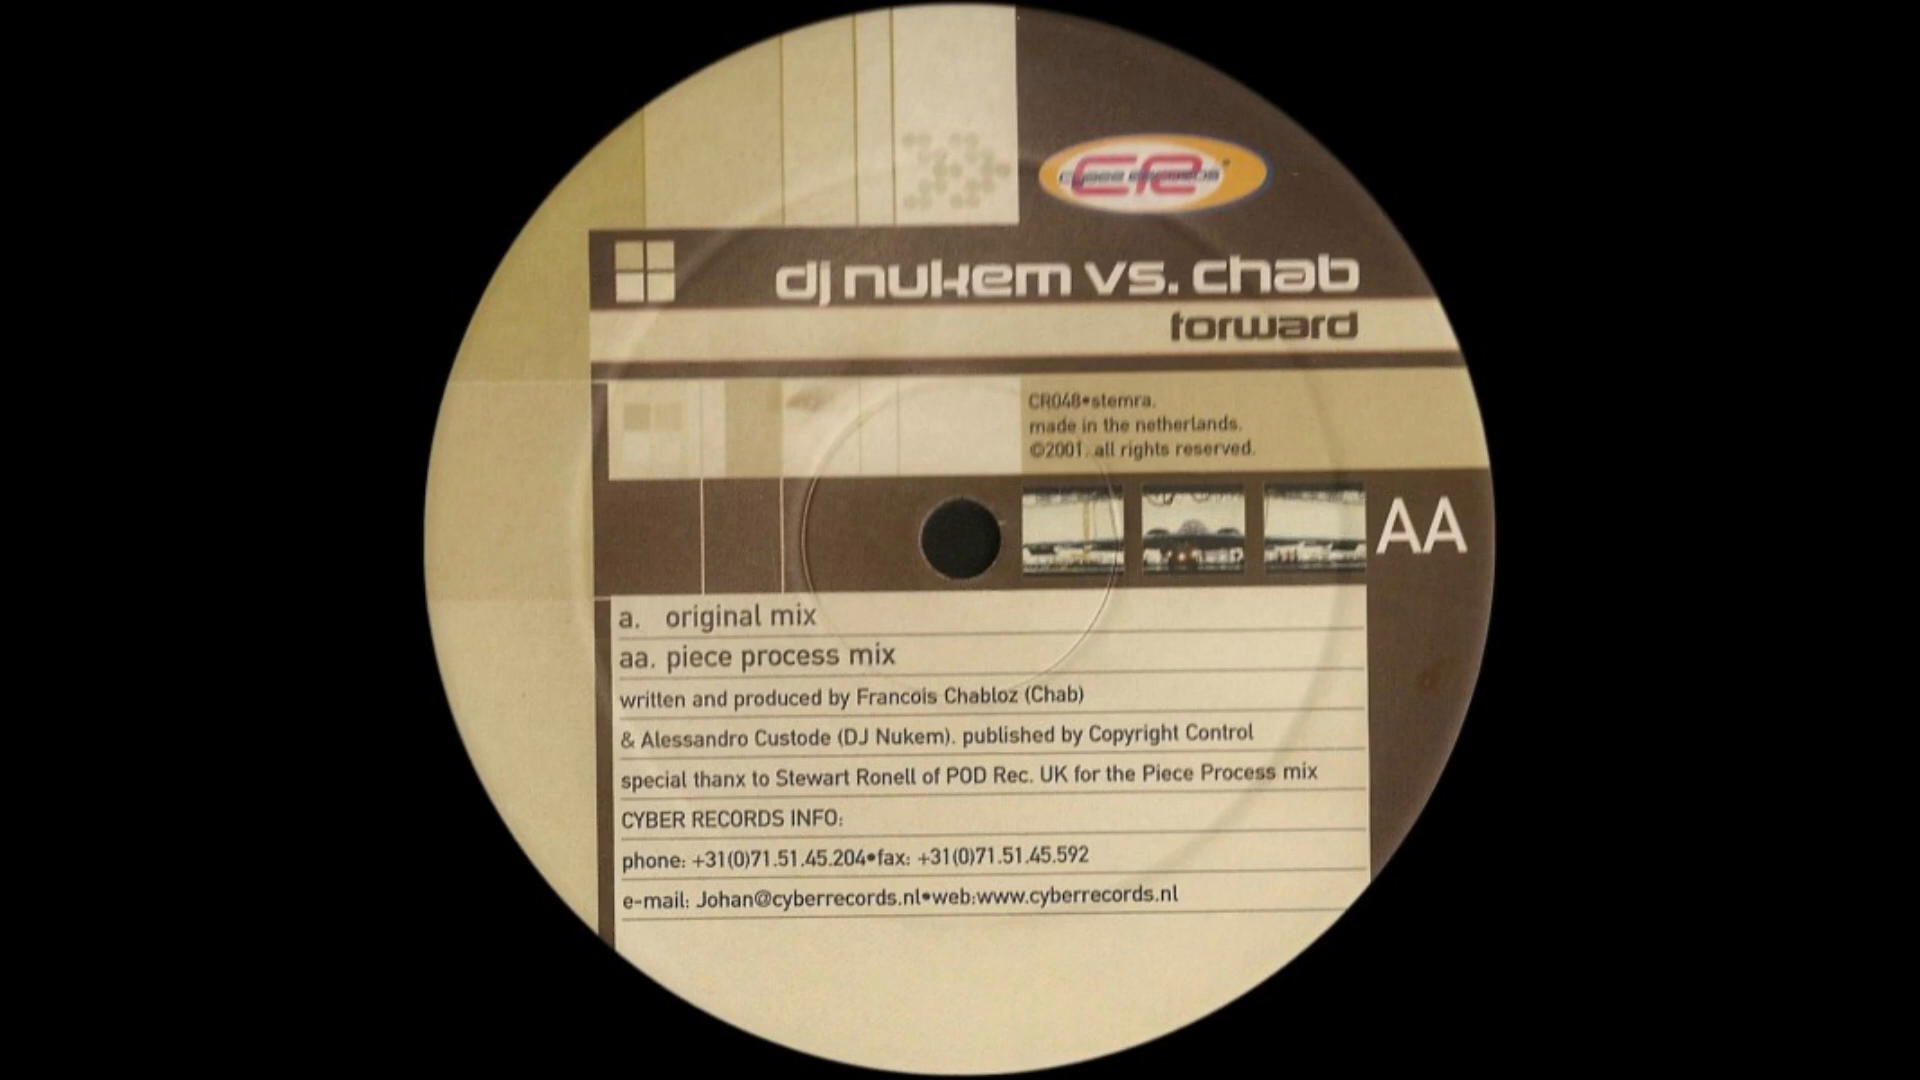 CR
cyber records
dj nukem vs. chab
forward
CR048•stemra.
made in the netherlands.
©2001. all rights reserved.
AA
a. original mix
aa. piece process mix
written and produced by Francois Chabloz (Chab)
& Alessandro Custode (DJ Nukem). published by Copyright Control
special thanx to Stewart Ronell of POD Rec. UK for the Piece Process mix
CYBER RECORDS INFO:
phone: +31(0)71.51.45.204•fax: +31(0)71.51.45.592
e-mail: Johan@cyberrecords.nl•web:www.cyberrecords.nl